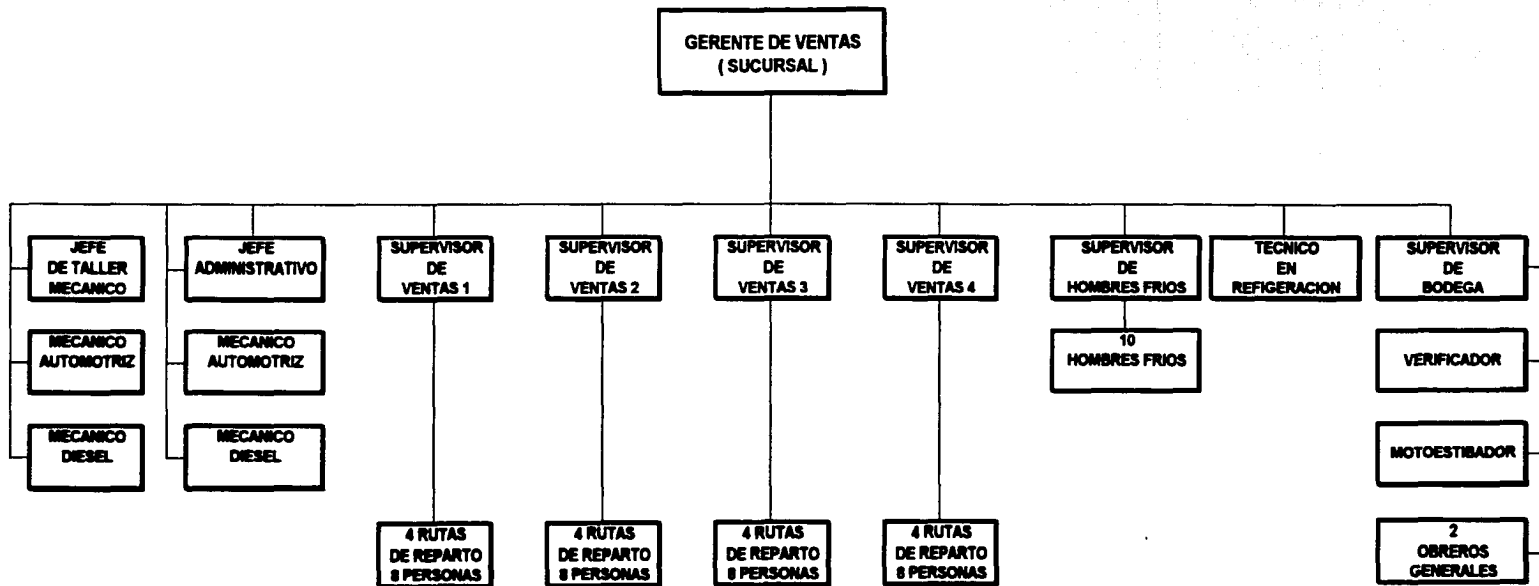 GERENTE DE VENTAS
( SUCURSAL )
JEFE
DE TALLER
MECANICO
JEFE
ADMINISTRATIVO
SUPERVISOR
DE
VENTAS 1
SUPERVISOR
DE
VENTAS 2
SUPERVISOR
DE
VENTAS 3
SUPERVISOR
DE
VENTAS 4
SUPERVISOR
DE
HOMBRES FRIOS
TECNICO
EN
REFIGERACION
SUPERVISOR
DE
BODEGA
MECANICO
AUTOMOTRIZ
MECANICO
AUTOMOTRIZ
10
HOMBRES FRIOS
VERIFICADOR
MECANICO
DIESEL
MECANICO
DIESEL
MOTOESTIBADOR
4 RUTAS
DE REPARTO
8 PERSONAS
4 RUTAS
DE REPARTO
8 PERSONAS
4 RUTAS
DE REPARTO
8 PERSONAS
4 RUTAS
DE REPARTO
8 PERSONAS
2
OBREROS
GENERALES